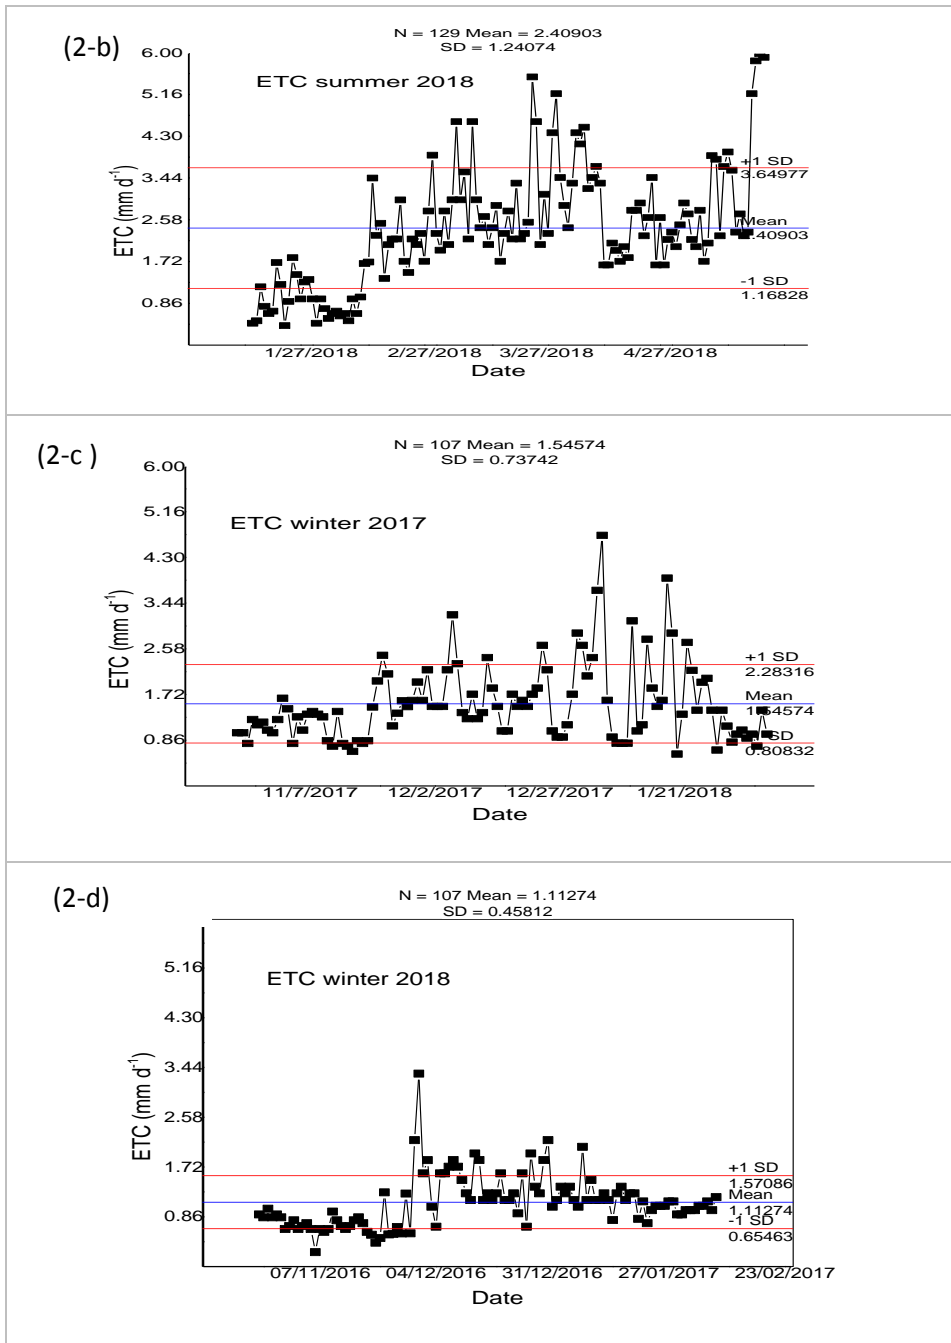 (2-b)
N = 129 Mean = 2.40903
SD = 1.24074
ETC summer 2018
6.00
5.16
4.30
3.44
2.58
1.72
0.86
ETC (mm d-1)
+1 SD
3.64977
Mean
2.40903
-1 SD
1.16828
1/27/2018 2/27/2018 3/27/2018 4/27/2018
Date
(2-c )
N = 107 Mean = 1.54574
SD = 0.73742
ETC winter 2017
6.00
5.16
4.30
3.44
2.58
1.72
0.86
ETC (mm d-1)
+1 SD
2.28316
Mean
1.54574
SD
0.80832
11/7/2017 12/2/2017 12/27/2017 1/21/2018
Date
(2-d)
N = 107 Mean = 1.11274
SD = 0.45812
ETC winter 2018
5.16
4.30
3.44
2.58
1.72
0.86
ETC (mm d-1)
+1 SD
1.57086
Mean
1.11274
-1 SD
0.65463
07/11/2016 04/12/2016 31/12/2016 27/01/2017 23/02/2017
Date